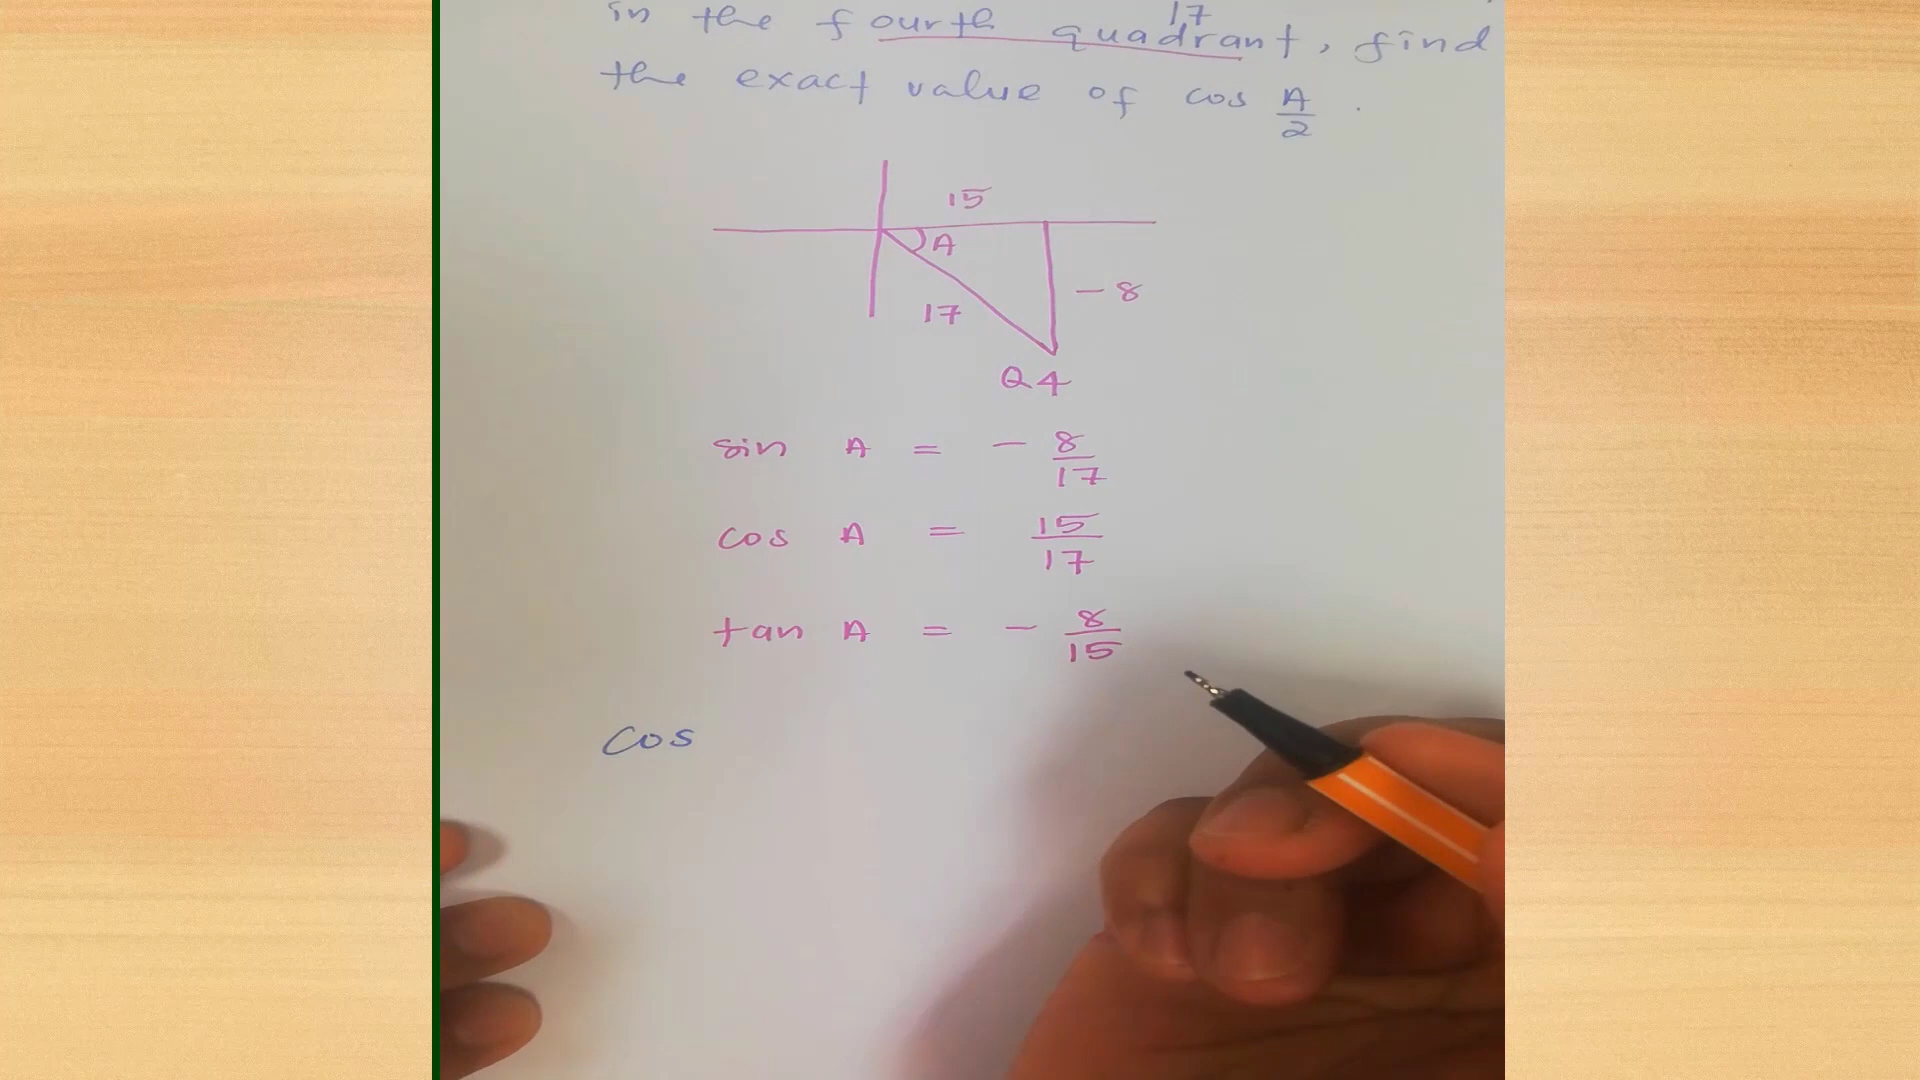 17
in the fourth quadrant, find
the exact value of cos A/2 .
15
A
17
- 8
Q4
sin A = - 8/17
cos A = 15/17
tan A = - 8/15
cos